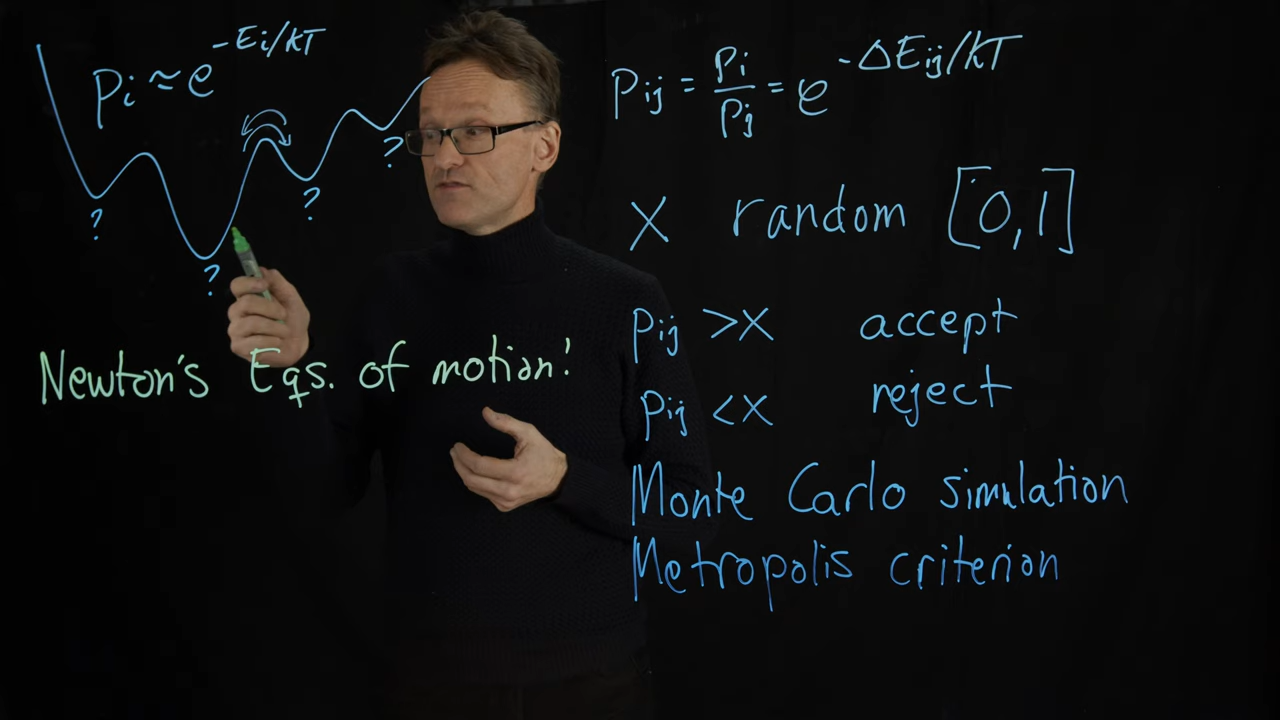 pi ≈ e^-Ei/kT
?
?
?
?
Newton's Eqs. of motion!
pij = pi/pj = e^-ΔEij/kT
X random [0,1]
pij >X accept
pij <X reject
Monte Carlo simulation
Metropolis criterion